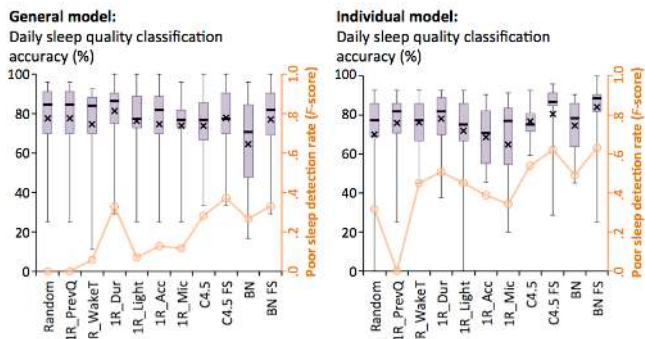 General model:
Daily sleep quality classification
accuracy (%)
100
80
60
40
20
0
1.0
.8
.6
.4
.2
.0
Poor sleep detection rate (F-score)
Random
1R_PrevQ
R_WakeT
1R_Dur
1R_Light
1R_Acc
1R_Mic
C4.5
C4.5 FS
BN
BN FS
Individual model:
Daily sleep quality classification
accuracy (%)
100
80
60
40
20
0
1.0
.8
.6
.4
.2
.0
Poor sleep detection rate (F-score)
Random
1R_PrevQ
R_WakeT
1R_Dur
1R_Light
1R_Acc
1R_Mic
C4.5
C4.5 FS
BN
BN FS